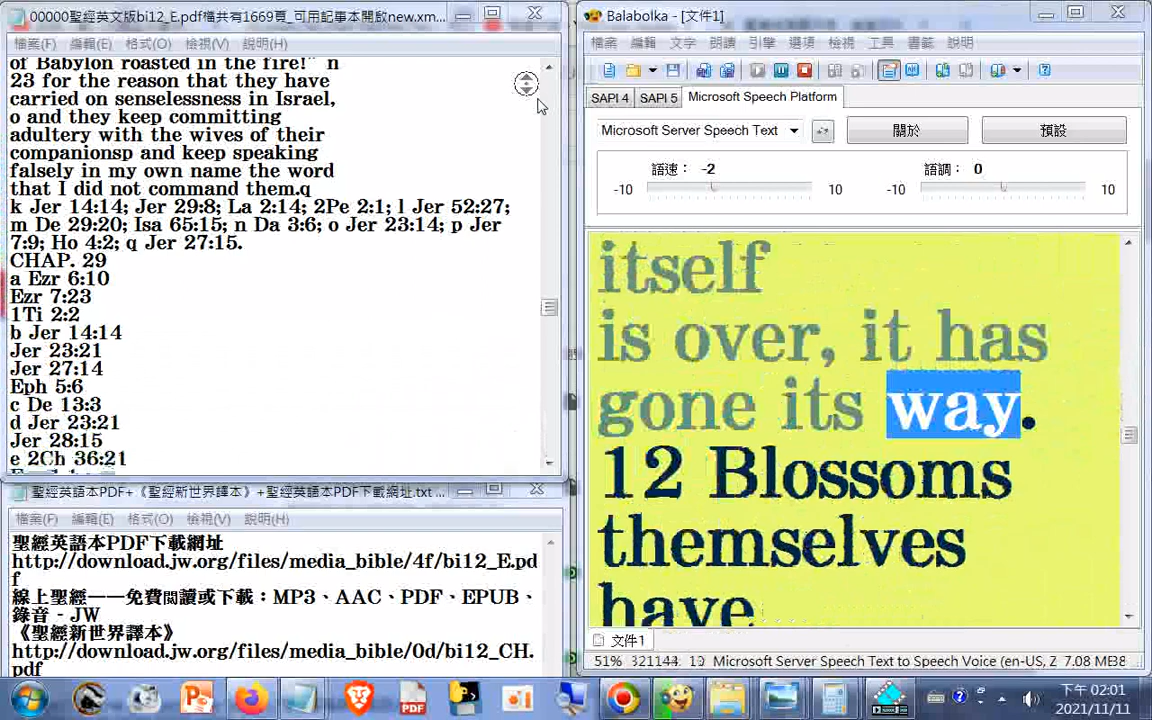 00000聖經英文版bi12_E.pdf檔共有1669頁_可用記事本開啟new.xm...
檔案(F) 編輯(E) 格式(O) 檢視(V) 說明(H)
of Babylon roasted in the fire!" n
23 for the reason that they have
carried on senselessness in Israel,
o and they keep committing
adultery with the wives of their
companionsp and keep speaking
falsely in my own name the word
that I did not command them.q
k Jer 14:14; Jer 29:8; La 2:14; 2Pe 2:1; l Jer 52:27;
m De 29:20; Isa 65:15; n Da 3:6; o Jer 23:14; p Jer
7:9; Ho 4:2; q Jer 27:15.
CHAP. 29
a Ezr 6:10
Ezr 7:23
1Ti 2:2
b Jer 14:14
Jer 23:21
Jer 27:14
Eph 5:6
c De 13:3
d Jer 23:21
Jer 28:15
e 2Ch 36:21
聖經英語本PDF+《聖經新世界譯本》+聖經英語本PDF下載網址.txt ...
檔案(F) 編輯(E) 格式(O) 檢視(V) 說明(H)
聖經英語本PDF下載網址
http://download.jw.org/files/media_bible/4f/bi12_E.pd
f
線上聖經──免費閱讀或下載：MP3、AAC、PDF、EPUB、
錄音 - JW
《聖經新世界譯本》
http://download.jw.org/files/media_bible/0d/bi12_CH.
pdf
Balabolka - [文件1]
檔案 編輯 文字 朗讀 引擎 選項 檢視 工具 書籤 說明
SAPI 4 SAPI 5 Microsoft Speech Platform
Microsoft Server Speech Text 關於 預設
語速： -2 語調： 0
-10 10 -10 10
itself
is over, it has
gone its way.
12 Blossoms
themselves
have
文件1
51% 321144: 10 Microsoft Server Speech Text to Speech Voice (en-US, Z 7.08 MB
下午 02:01
2021/11/11